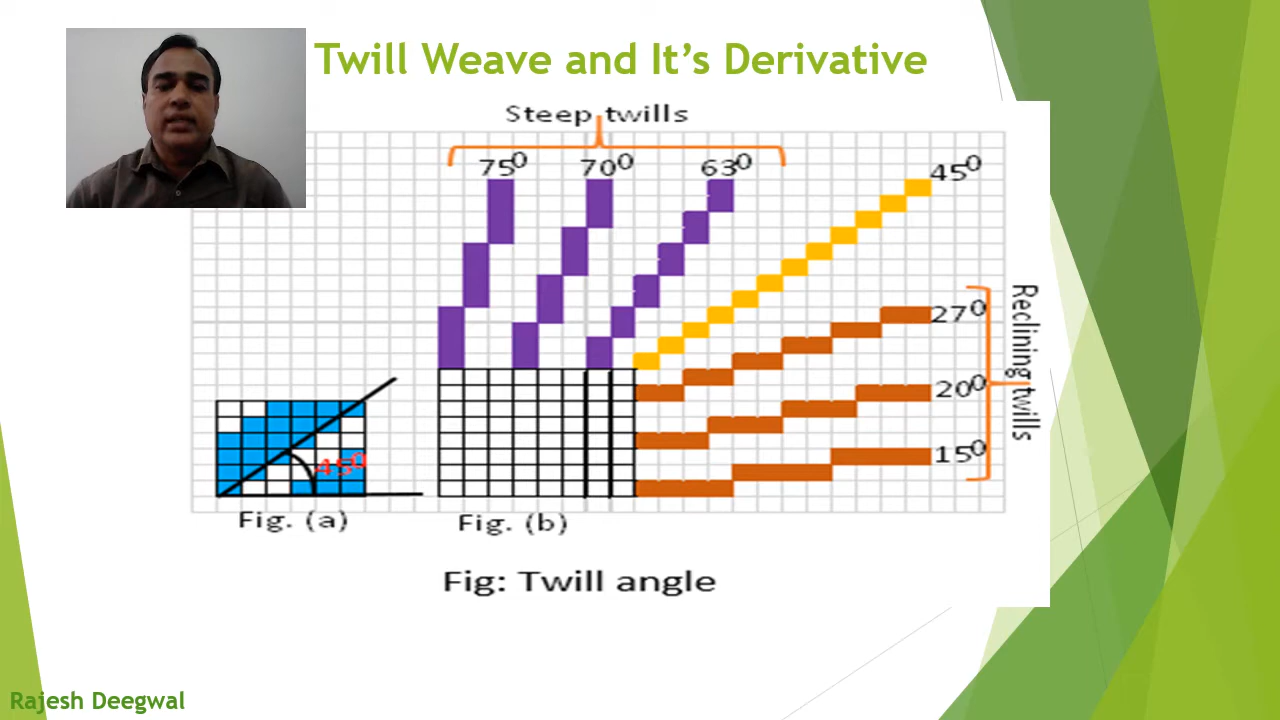 Twill Weave and It's Derivative
Steep twills
75⁰ 70⁰ 63⁰ 45⁰
27⁰
20⁰
15⁰
Reclining twills
45⁰
Fig. (a) Fig. (b)
Fig: Twill angle
Rajesh Deegwal